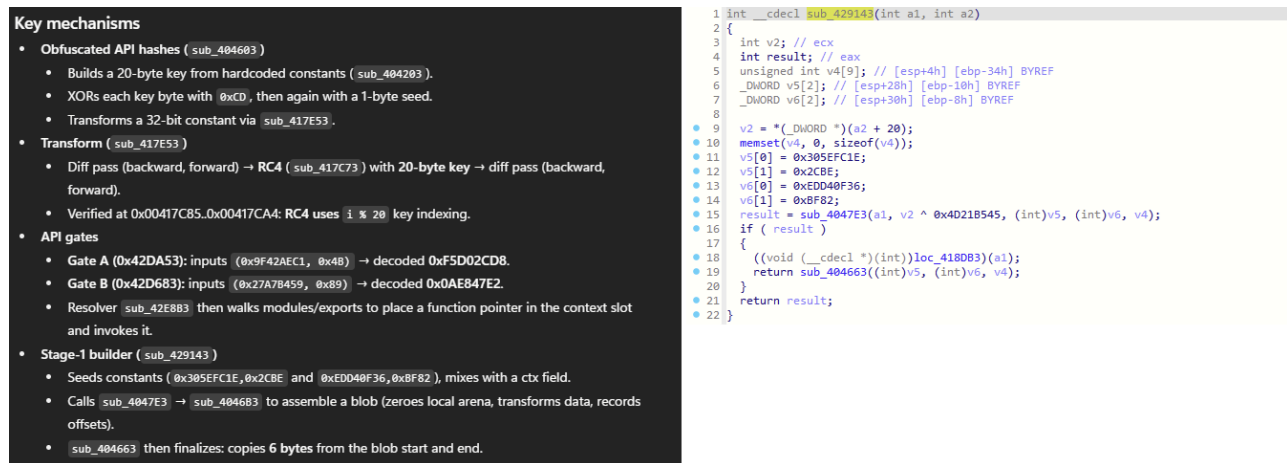 Key mechanisms
• Obfuscated API hashes ( sub_404603 )
• Builds a 20-byte key from hardcoded constants ( sub_404203 ).
• XORs each key byte with 0xCD , then again with a 1-byte seed.
• Transforms a 32-bit constant via sub_417E53 .
• Transform ( sub_417E53 )
• Diff pass (backward, forward) → RC4 ( sub_417C73 ) with 20-byte key → diff pass (backward,
forward).
• Verified at 0x00417C85..0x00417CA4: RC4 uses i % 20 key indexing.
• API gates
• Gate A (0x42DA53): inputs (0x9F42AEC1, 0x4B) → decoded 0xF5D02CD8.
• Gate B (0x42D683): inputs (0x27A7B459, 0x89) → decoded 0x0AE847E2.
• Resolver sub_42E8B3 then walks modules/exports to place a function pointer in the context slot
and invokes it.
• Stage-1 builder ( sub_429143 )
• Seeds constants ( 0x305EFC1E,0x2CBE and 0xEDD40F36,0xBF82 ), mixes with a ctx field.
• Calls sub_4047E3 → sub_4046B3 to assemble a blob (zeroes local arena, transforms data, records
offsets).
• sub_404663 then finalizes: copies 6 bytes from the blob start and end.
1 int __cdecl sub_429143(int a1, int a2)
2 {
3 int v2; // ecx
4 int result; // eax
5 unsigned int v4[9]; // [esp+4h] [ebp-34h] BYREF
6 _DWORD v5[2]; // [esp+28h] [ebp-10h] BYREF
7 _DWORD v6[2]; // [esp+30h] [ebp-8h] BYREF
8
9 v2 = *(_DWORD *)(a2 + 20);
10 memset(v4, 0, sizeof(v4));
11 v5[0] = 0x305EFC1E;
12 v5[1] = 0x2CBE;
13 v6[0] = 0xEDD40F36;
14 v6[1] = 0xBF82;
15 result = sub_4047E3(a1, v2 ^ 0x4D21B545, (int)v5, (int)v6, v4);
16 if ( result )
17 {
18 ((void (__cdecl *)(int))loc_418DB3)(a1);
19 return sub_404663((int)v5, (int)v6, v4);
20 }
21 return result;
22 }